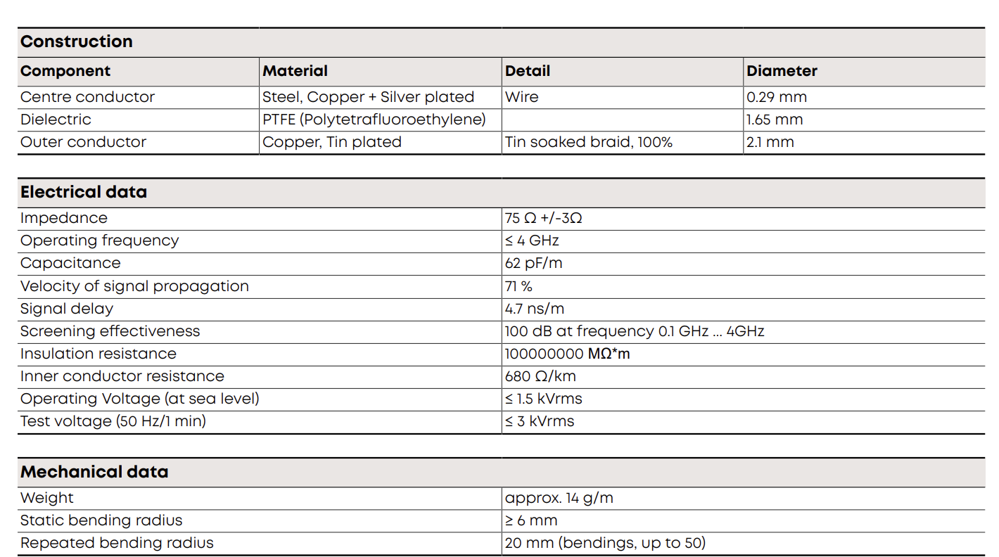 Construction
Component Material Detail Diameter
Centre conductor Steel, Copper + Silver plated Wire 0.29 mm
Dielectric PTFE (Polytetrafluoroethylene) 1.65 mm
Outer conductor Copper, Tin plated Tin soaked braid, 100% 2.1 mm
Electrical data
Impedance 75 Ω +/-3Ω
Operating frequency ≤ 4 GHz
Capacitance 62 pF/m
Velocity of signal propagation 71 %
Signal delay 4.7 ns/m
Screening effectiveness 100 dB at frequency 0.1 GHz ... 4GHz
Insulation resistance 100000000 MΩ*m
Inner conductor resistance 680 Ω/km
Operating Voltage (at sea level) ≤ 1.5 kVrms
Test voltage (50 Hz/1 min) ≤ 3 kVrms
Mechanical data
Weight approx. 14 g/m
Static bending radius ≥ 6 mm
Repeated bending radius 20 mm (bendings, up to 50)